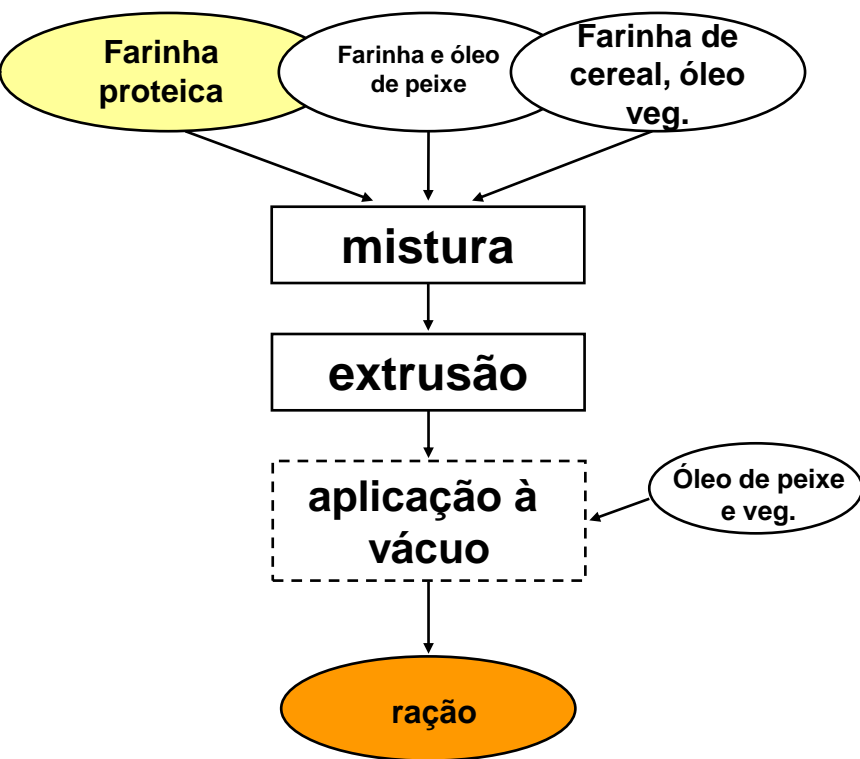 Farinha
proteica
Farinha e óleo
de peixe
Farinha de
cereal, óleo
veg.
mistura
extrusão
aplicação à
vácuo
Óleo de peixe
e veg.
ração